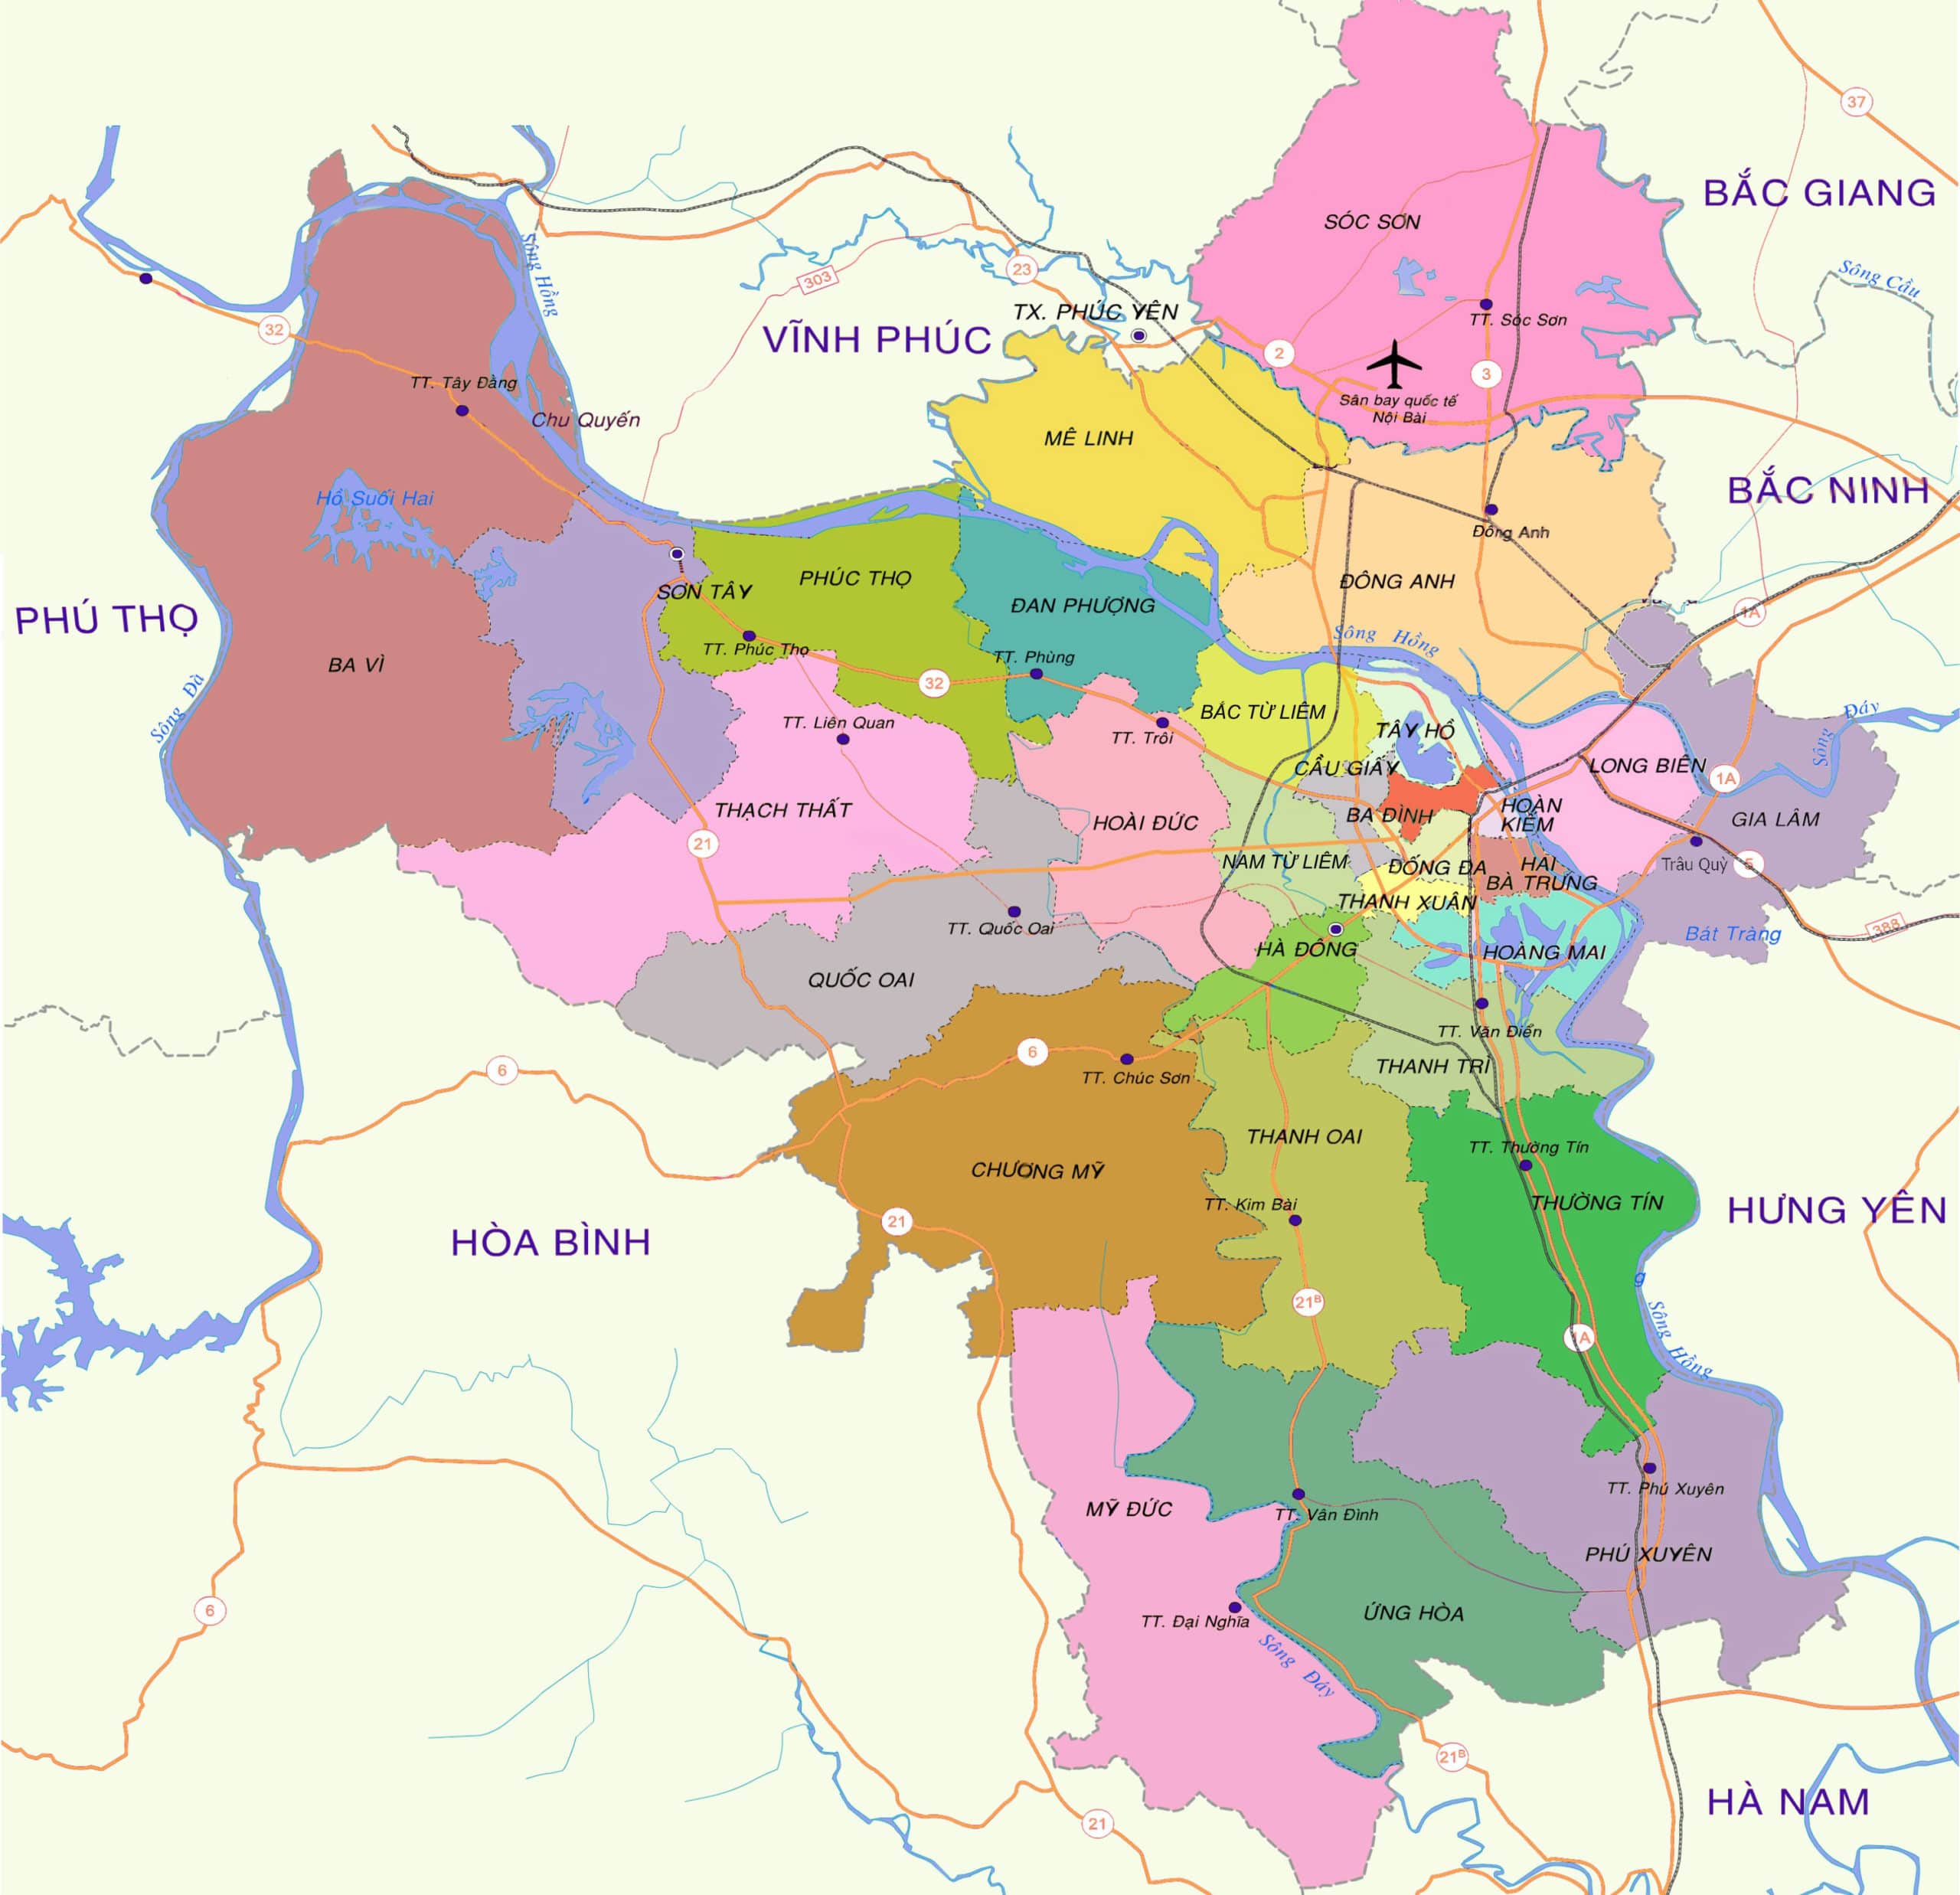 37
BẮC GIANG
SÓC SƠN
Sông Hồng
23
303
Sông Cầu
TX. PHÚC YÊN
TT. Sóc Sơn
32
VĨNH PHÚC
2
3
TT. Tây Đằng
Sân bay quốc tế
Nội Bài
Chu Quyến
MÊ LINH
Hồ Suối Hai
BẮC NINH
Đông Anh
PHÚC THỌ
ĐÔNG ANH
SƠN TÂY
ĐAN PHƯỢNG
1A
PHÚ THỌ
Sông Hồng
TT. Phúc Thọ
TT. Phùng
BA VÌ
32
Sông Đà
TT. Liên Quan
BẮC TỪ LIÊM
Sông Đáy
TT. Trôi
TÂY HỒ
CẦU GIẤY
LONG BIÊN
1A
THẠCH THẤT
HOÀI ĐỨC
BA ĐÌNH
HOÀN
KIẾM
GIA LÂM
21
NAM TỪ LIÊM
ĐỐNG ĐA
HAI
BÀ TRƯNG
Trâu Quỳ
5
THANH XUÂN
TT. Quốc Oai
388
Bát Tràng
HÀ ĐÔNG
HOÀNG MAI
QUỐC OAI
TT. Văn Điển
6
6
TT. Chúc Sơn
THANH TRÌ
THANH OAI
TT. Thường Tín
CHƯƠNG MỸ
TT. Kim Bài
THƯỜNG TÍN
HƯNG YÊN
21
HÒA BÌNH
g
21B
Sông Hồng
1A
TT. Phú Xuyên
MỸ ĐỨC
TT. Vân Đình
PHÚ XUYÊN
6
ỨNG HÒA
TT. Đại Nghĩa
Sông Đáy
21B
HÀ NAM
21